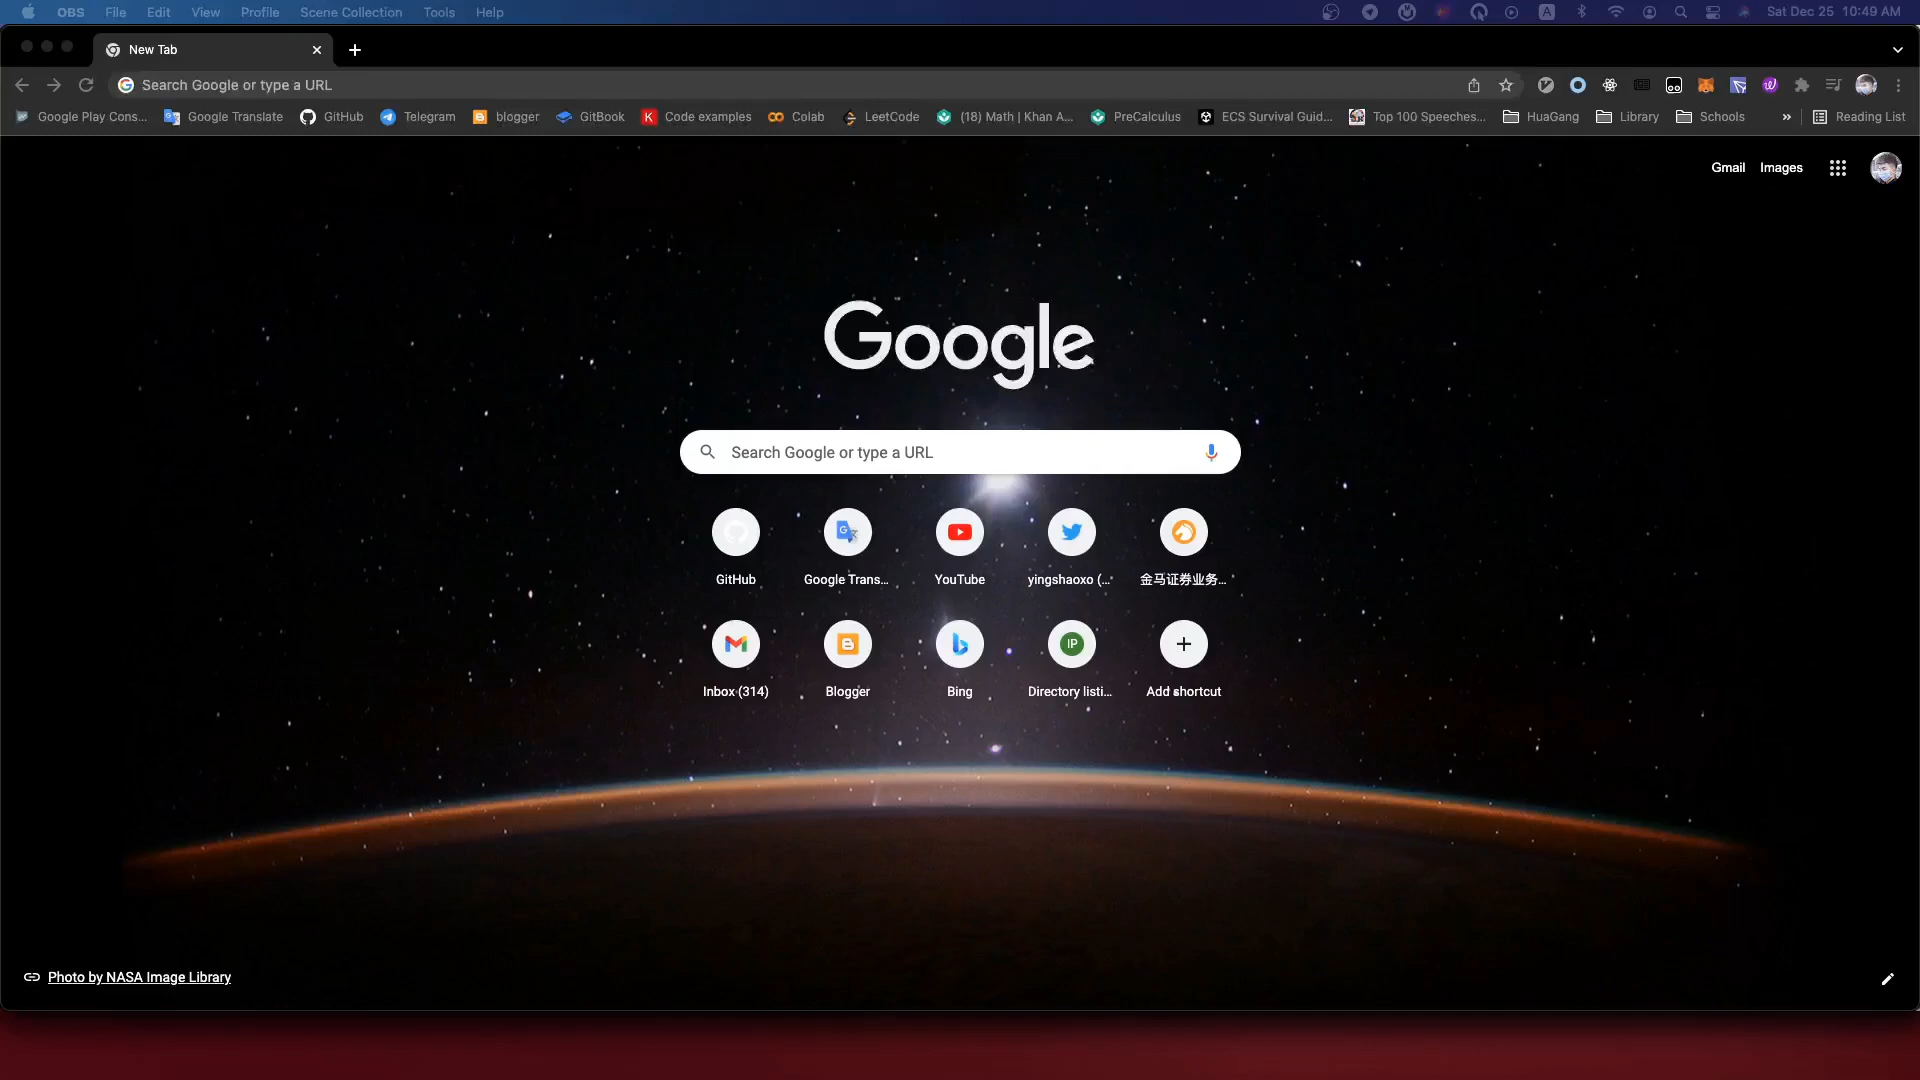 OBS File Edit View Profile Scene Collection Tools Help Sat Dec 25 10:49 AM
New Tab
Search Google or type a URL
Google Play Cons... Google Translate GitHub Telegram blogger GitBook Code examples Colab LeetCode (18) Math | Khan A... PreCalculus ECS Survival Guid... Top 100 Speeches... HuaGang Library Schools » Reading List
Gmail Images
Google
Search Google or type a URL
GitHub Google Trans... YouTube yingshaoxo (... 金马证券业务...
IP
Inbox (314) Blogger Bing Directory listi... Add shortcut
Photo by NASA Image Library